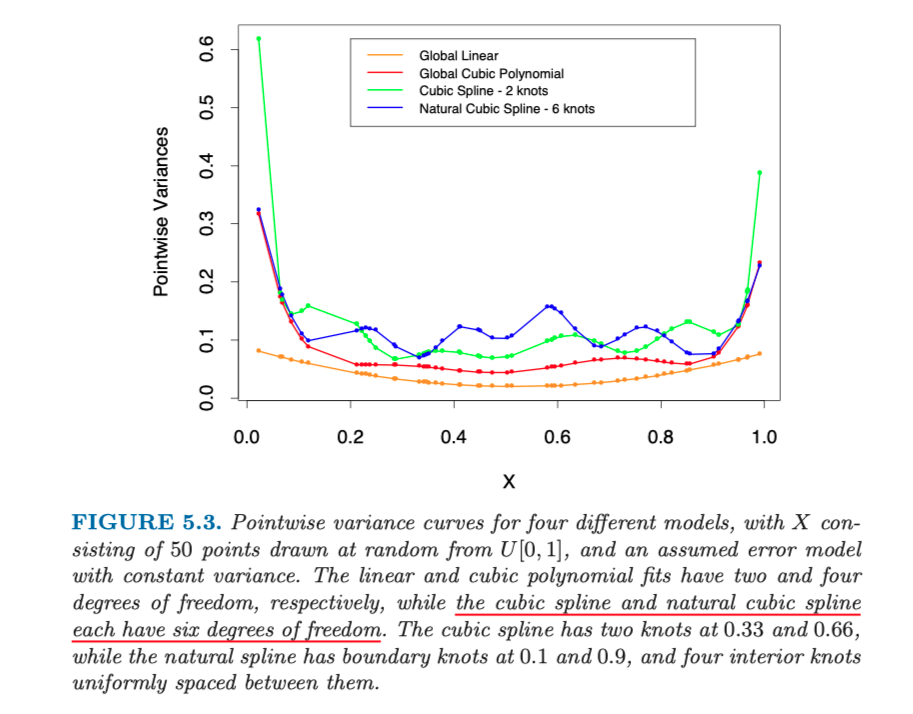 0.6
0.5
0.4
0.3
0.2
0.1
0.0
Pointwise Variances
Global Linear
Global Cubic Polynomial
Cubic Spline - 2 knots
Natural Cubic Spline - 6 knots
0.0 0.2 0.4 0.6 0.8 1.0
X
FIGURE 5.3. Pointwise variance curves for four different models, with X con-
sisting of 50 points drawn at random from U[0, 1], and an assumed error model
with constant variance. The linear and cubic polynomial fits have two and four
degrees of freedom, respectively, while the cubic spline and natural cubic spline
each have six degrees of freedom. The cubic spline has two knots at 0.33 and 0.66,
while the natural spline has boundary knots at 0.1 and 0.9, and four interior knots
uniformly spaced between them.